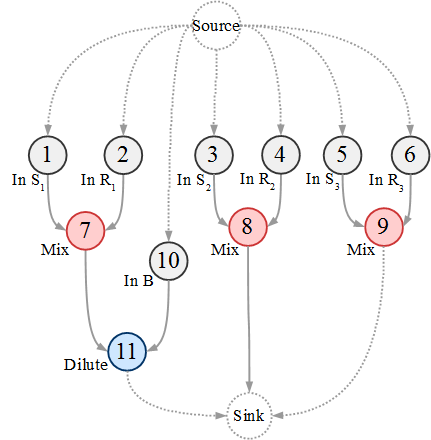 Source
1 2 3 4 5 6
In S1 In R1 In S2 In R2 In S3 In R3
7 8 9
Mix Mix Mix
10
In B
11
Dilute
Sink